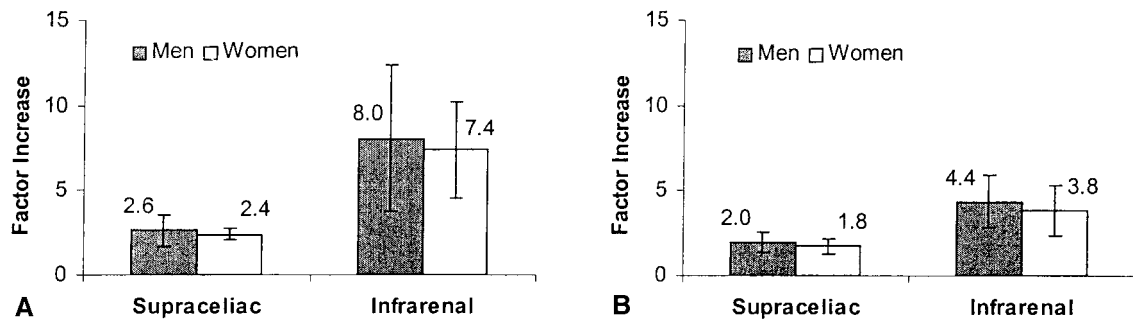 15
Men Women
10
8.0
7.4
Factor Increase
5
2.6
2.4
0
A
Supraceliac
Infrarenal
15
Men Women
10
Factor Increase
5
4.4
3.8
2.0
1.8
0
B
Supraceliac
Infrarenal